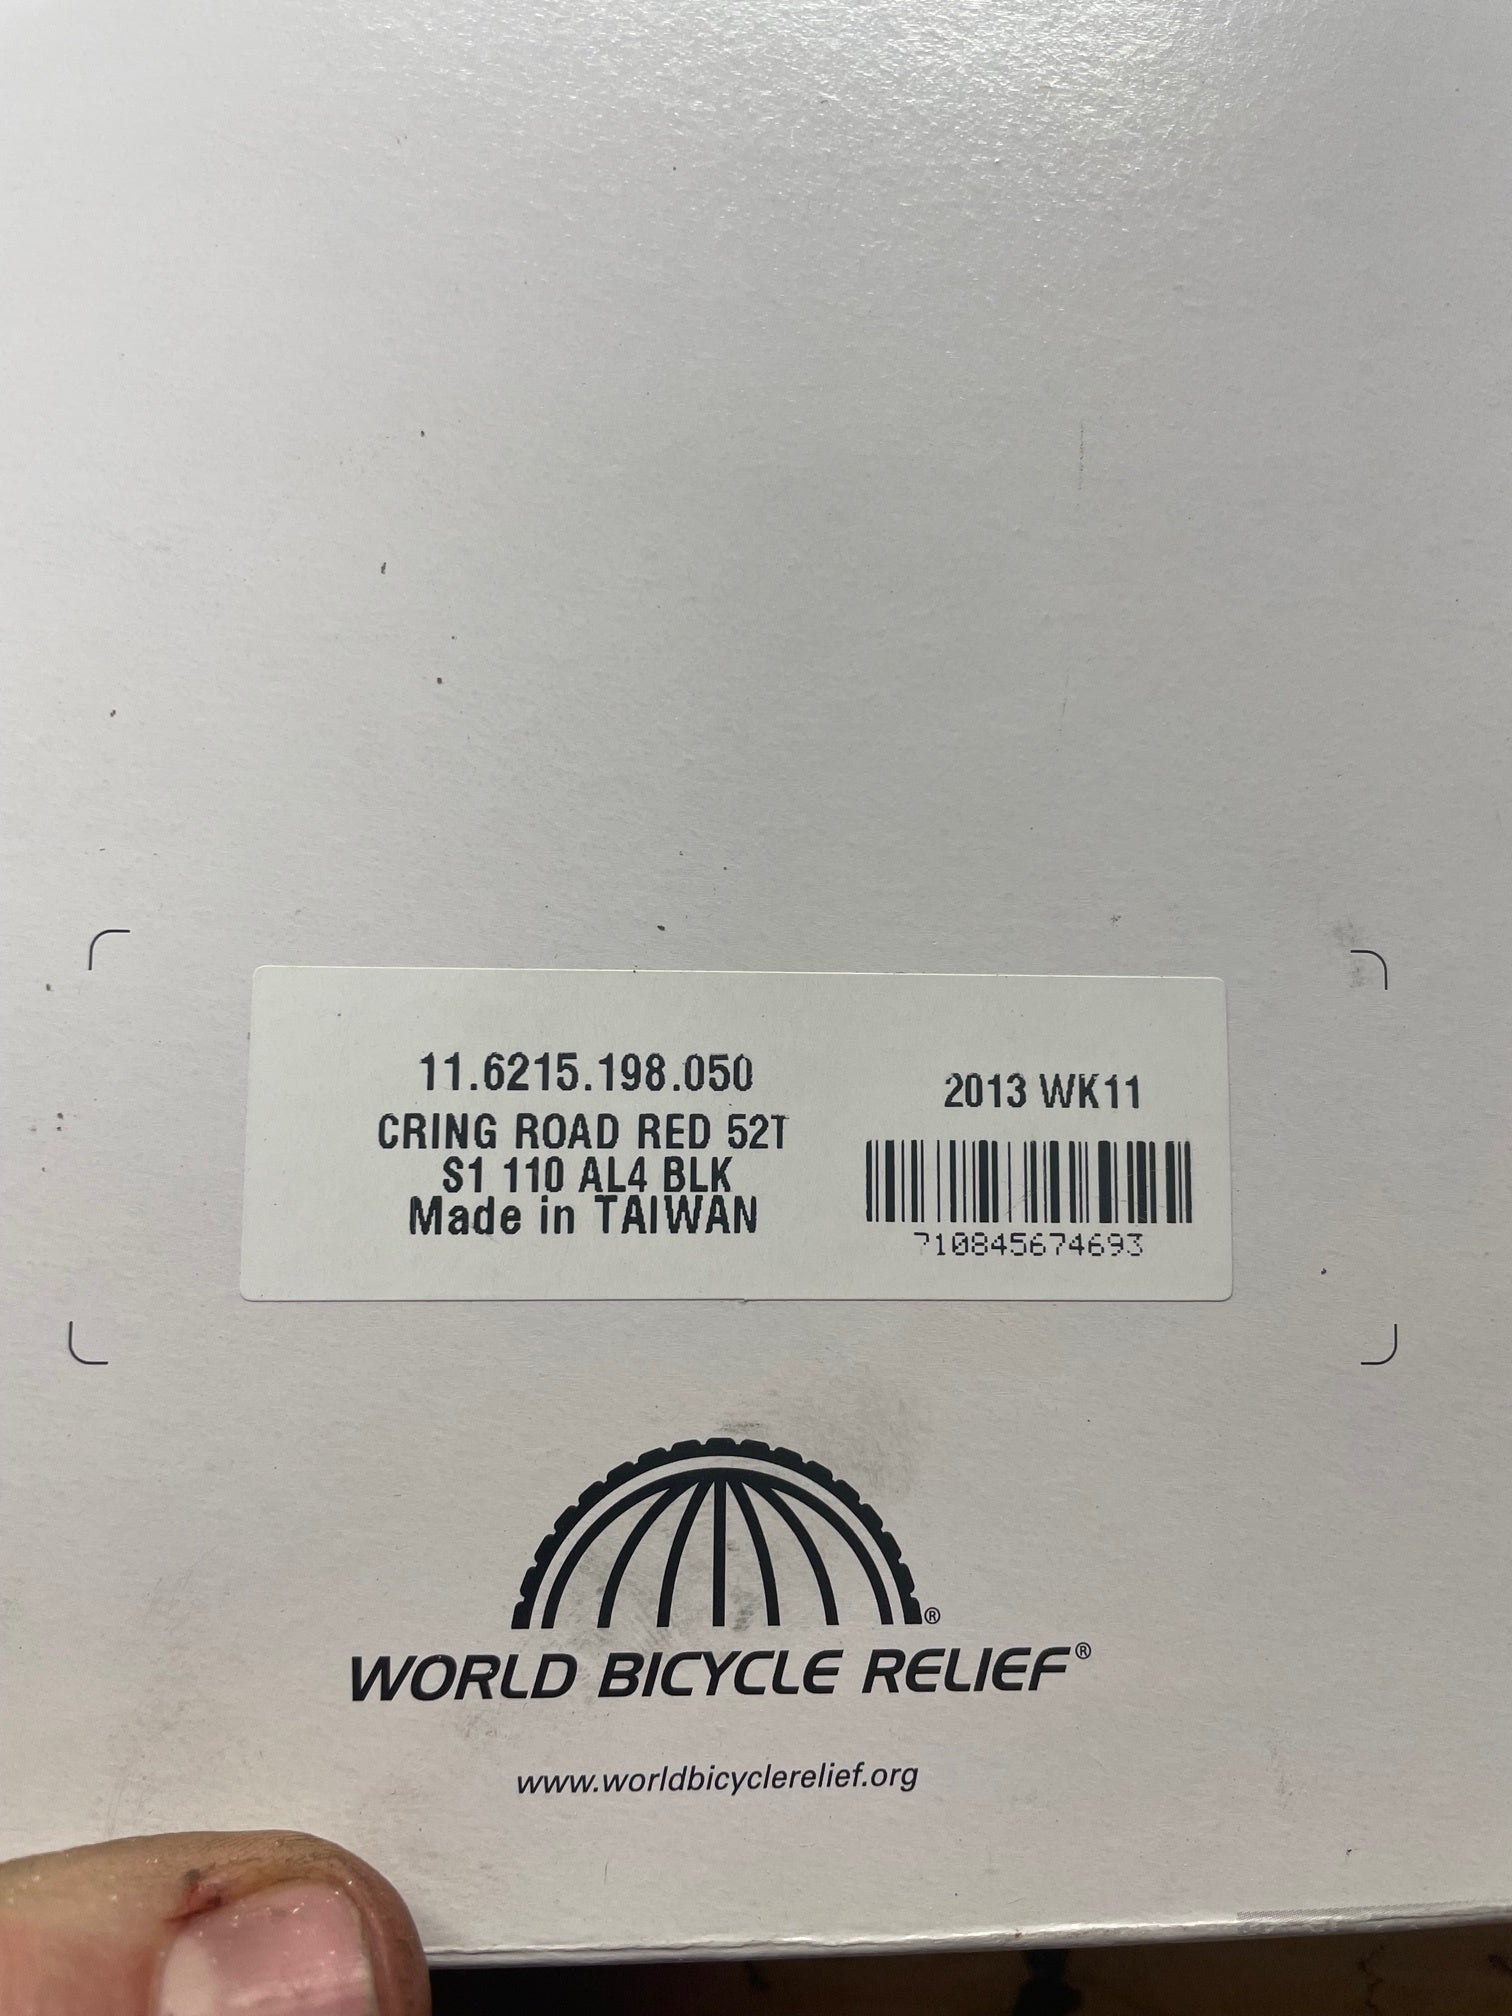 11.6215.198.050
CRING ROAD RED 52T
S1 110 AL4 BLK
Made in TAIWAN
2013 WK11
710845674693
®
WORLD BICYCLE RELIEF®
www.worldbicyclerelief.org